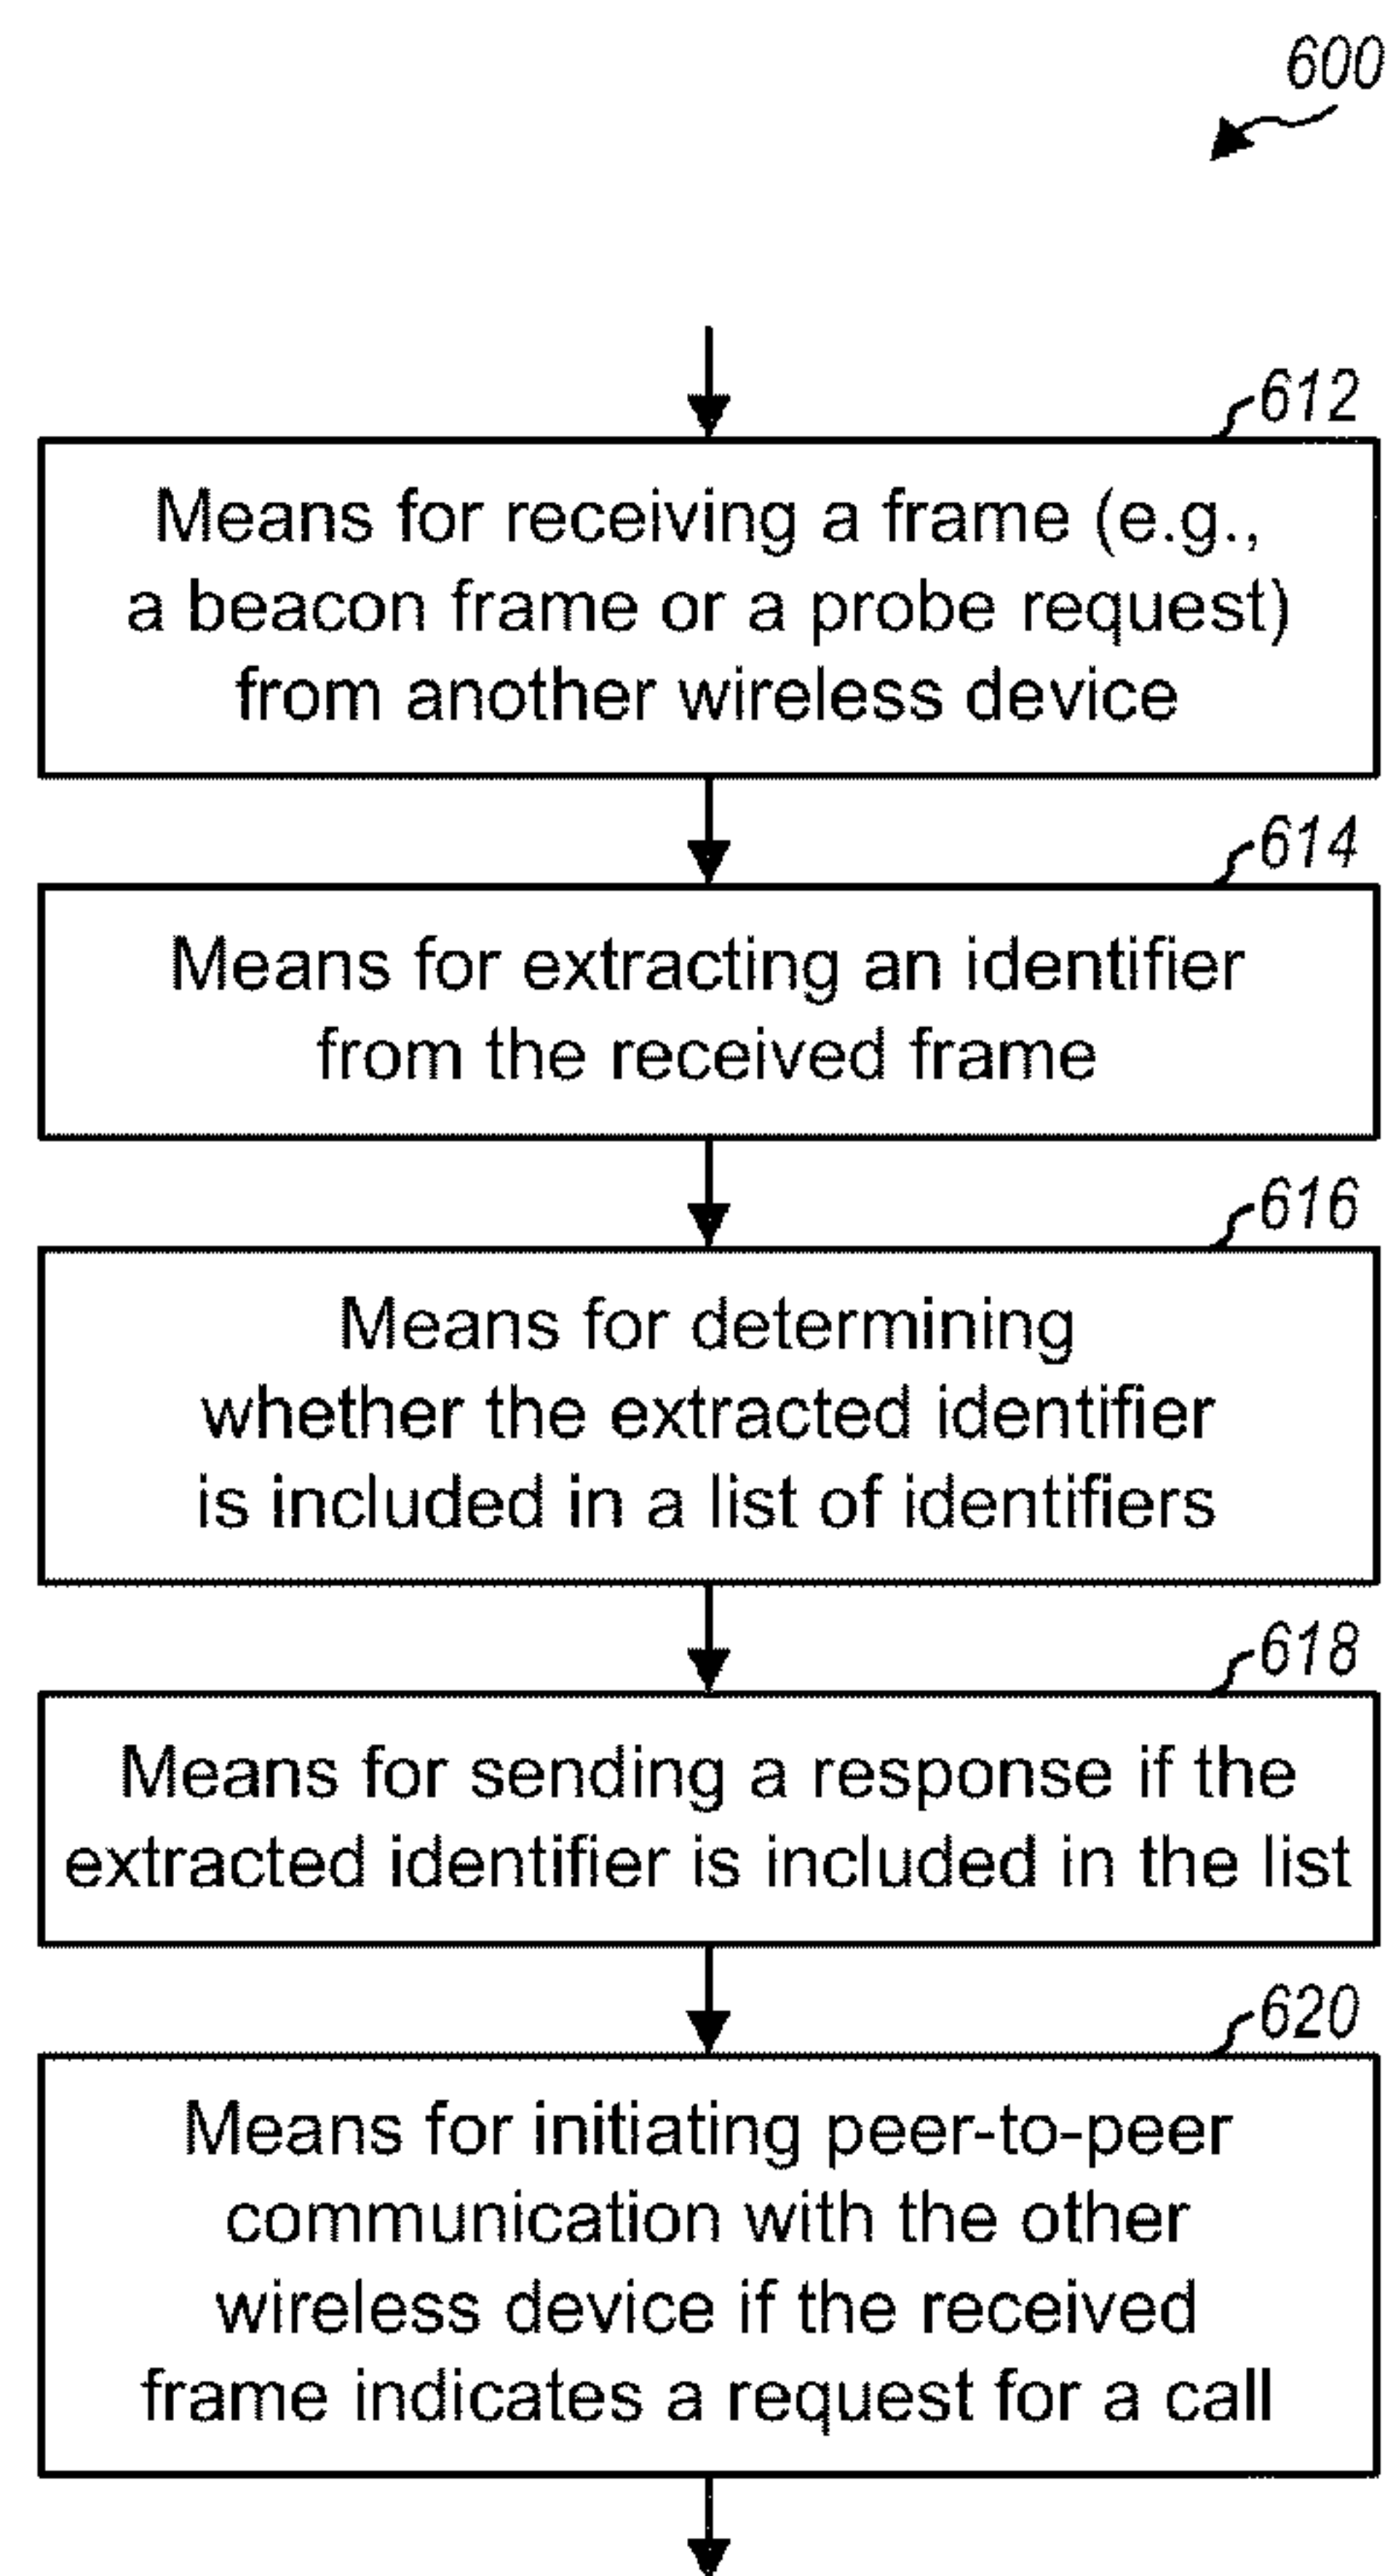 600
612
Means for receiving a frame (e.g.,
a beacon frame or a probe request)
from another wireless device
614
Means for extracting an identifier
from the received frame
616
Means for determining
whether the extracted identifier
is included in a list of identifiers
618
Means for sending a response if the
extracted identifier is included in the list
620
Means for initiating peer-to-peer
communication with the other
wireless device if the received
frame indicates a request for a call